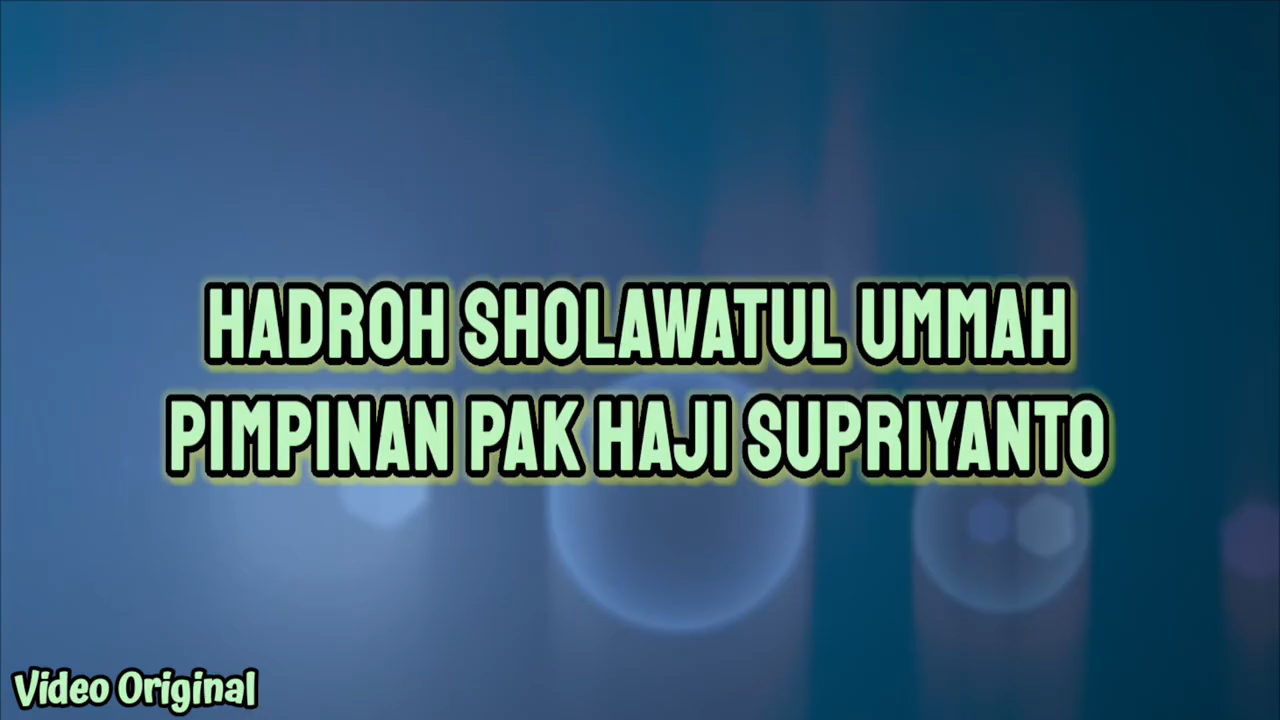 HADROH SHOLAWATUL UMMAH
PIMPINAN PAK HAJI SUPRIYANTO
Video Original